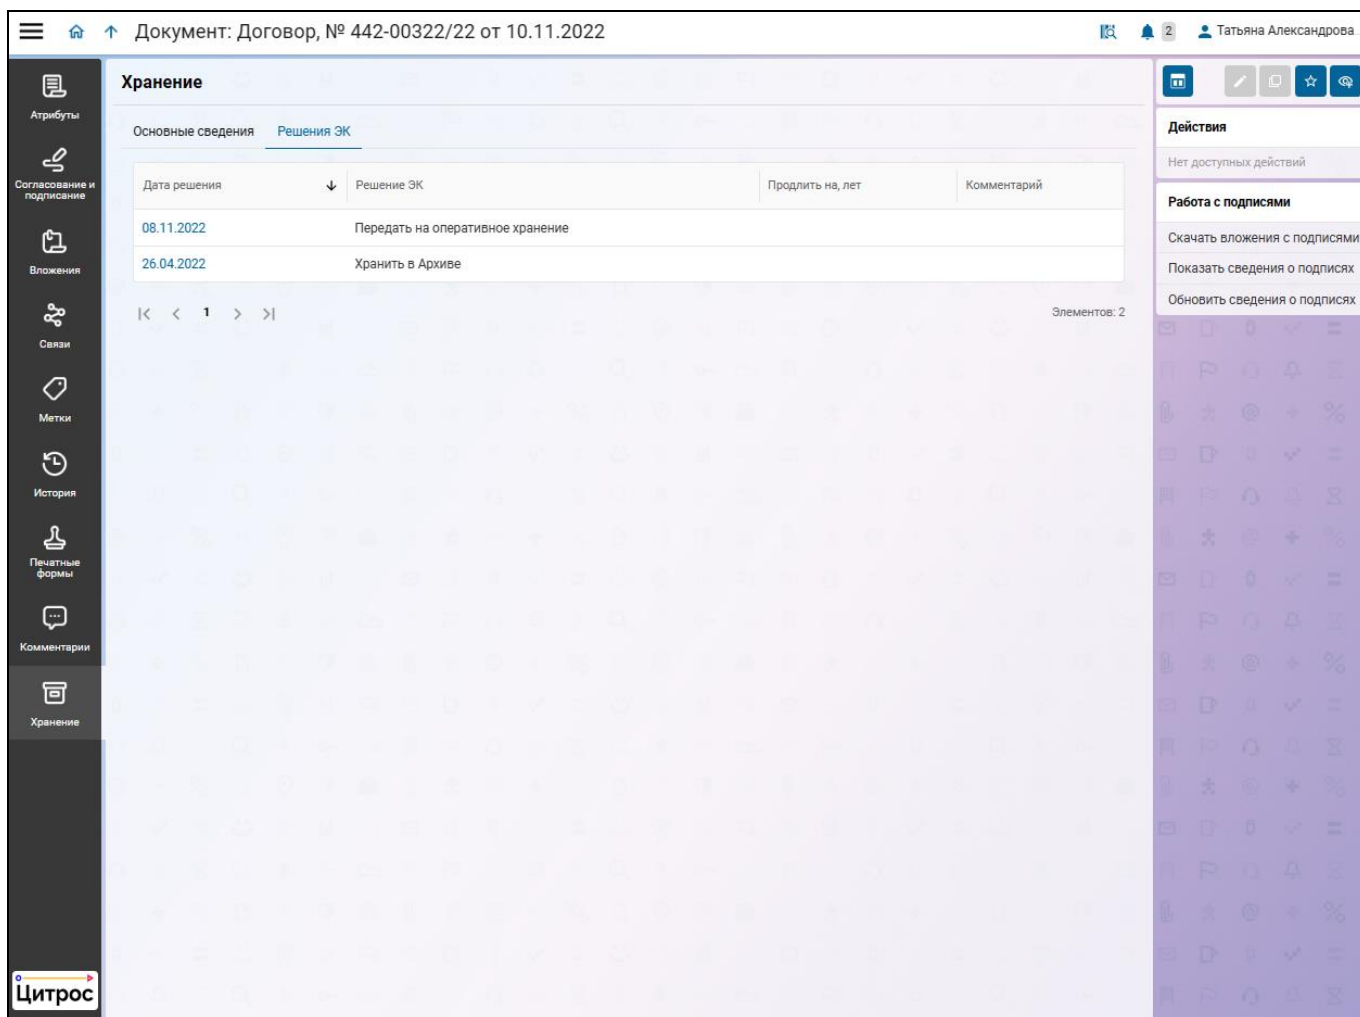 Документ: Договор, № 442-00322/22 от 10.11.2022
2
Татьяна Александрова...
Атрибуты
Согласование и
подписание
Вложения
Связи
Метки
История
Печатные
формы
Комментарии
Хранение
Цитрос
Хранение
Основные сведения Решения ЭК
Дата решения Решение ЭК Продлить на, лет Комментарий
08.11.2022 Передать на оперативное хранение
26.04.2022 Хранить в Архиве
1 Элементов: 2
Действия
Нет доступных действий
Работа с подписями
Скачать вложения с подписями
Показать сведения о подписях
Обновить сведения о подписях